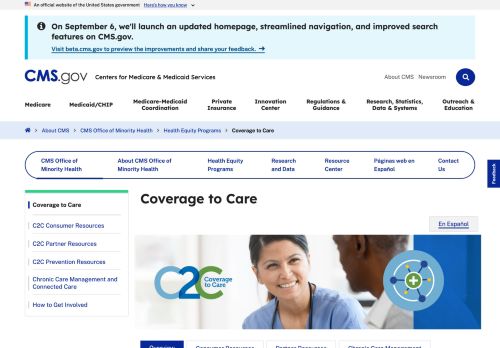 An official website of the United States government Here's how you know
On September 6, we'll launch an updated homepage, streamlined navigation, and improved search
features on CMS.gov.
Visit beta.cms.gov to preview the improvements and share your feedback.
CMS.gov Centers for Medicare & Medicaid Services
About CMS Newsroom
Medicare
Medicaid/CHIP
Medicare-Medicaid
Coordination
Private
Insurance
Innovation
Center
Regulations &
Guidance
Research, Statistics,
Data & Systems
Outreach &
Education
About CMS > CMS Office of Minority Health > Health Equity Programs > Coverage to Care
CMS Office of
Minority Health
About CMS Office of
Minority Health
Health Equity
Programs
Research
and Data
Resource
Center
Páginas web en
Español
Contact
Us
Feedback
Coverage to Care
C2C Consumer Resources
C2C Partner Resources
C2C Prevention Resources
Chronic Care Management and
Connected Care
How to Get Involved
Coverage to Care
En Español
C2C Coverage
to Care
Overview
Consumer Resources
Partner Resources
Chronic Care Management